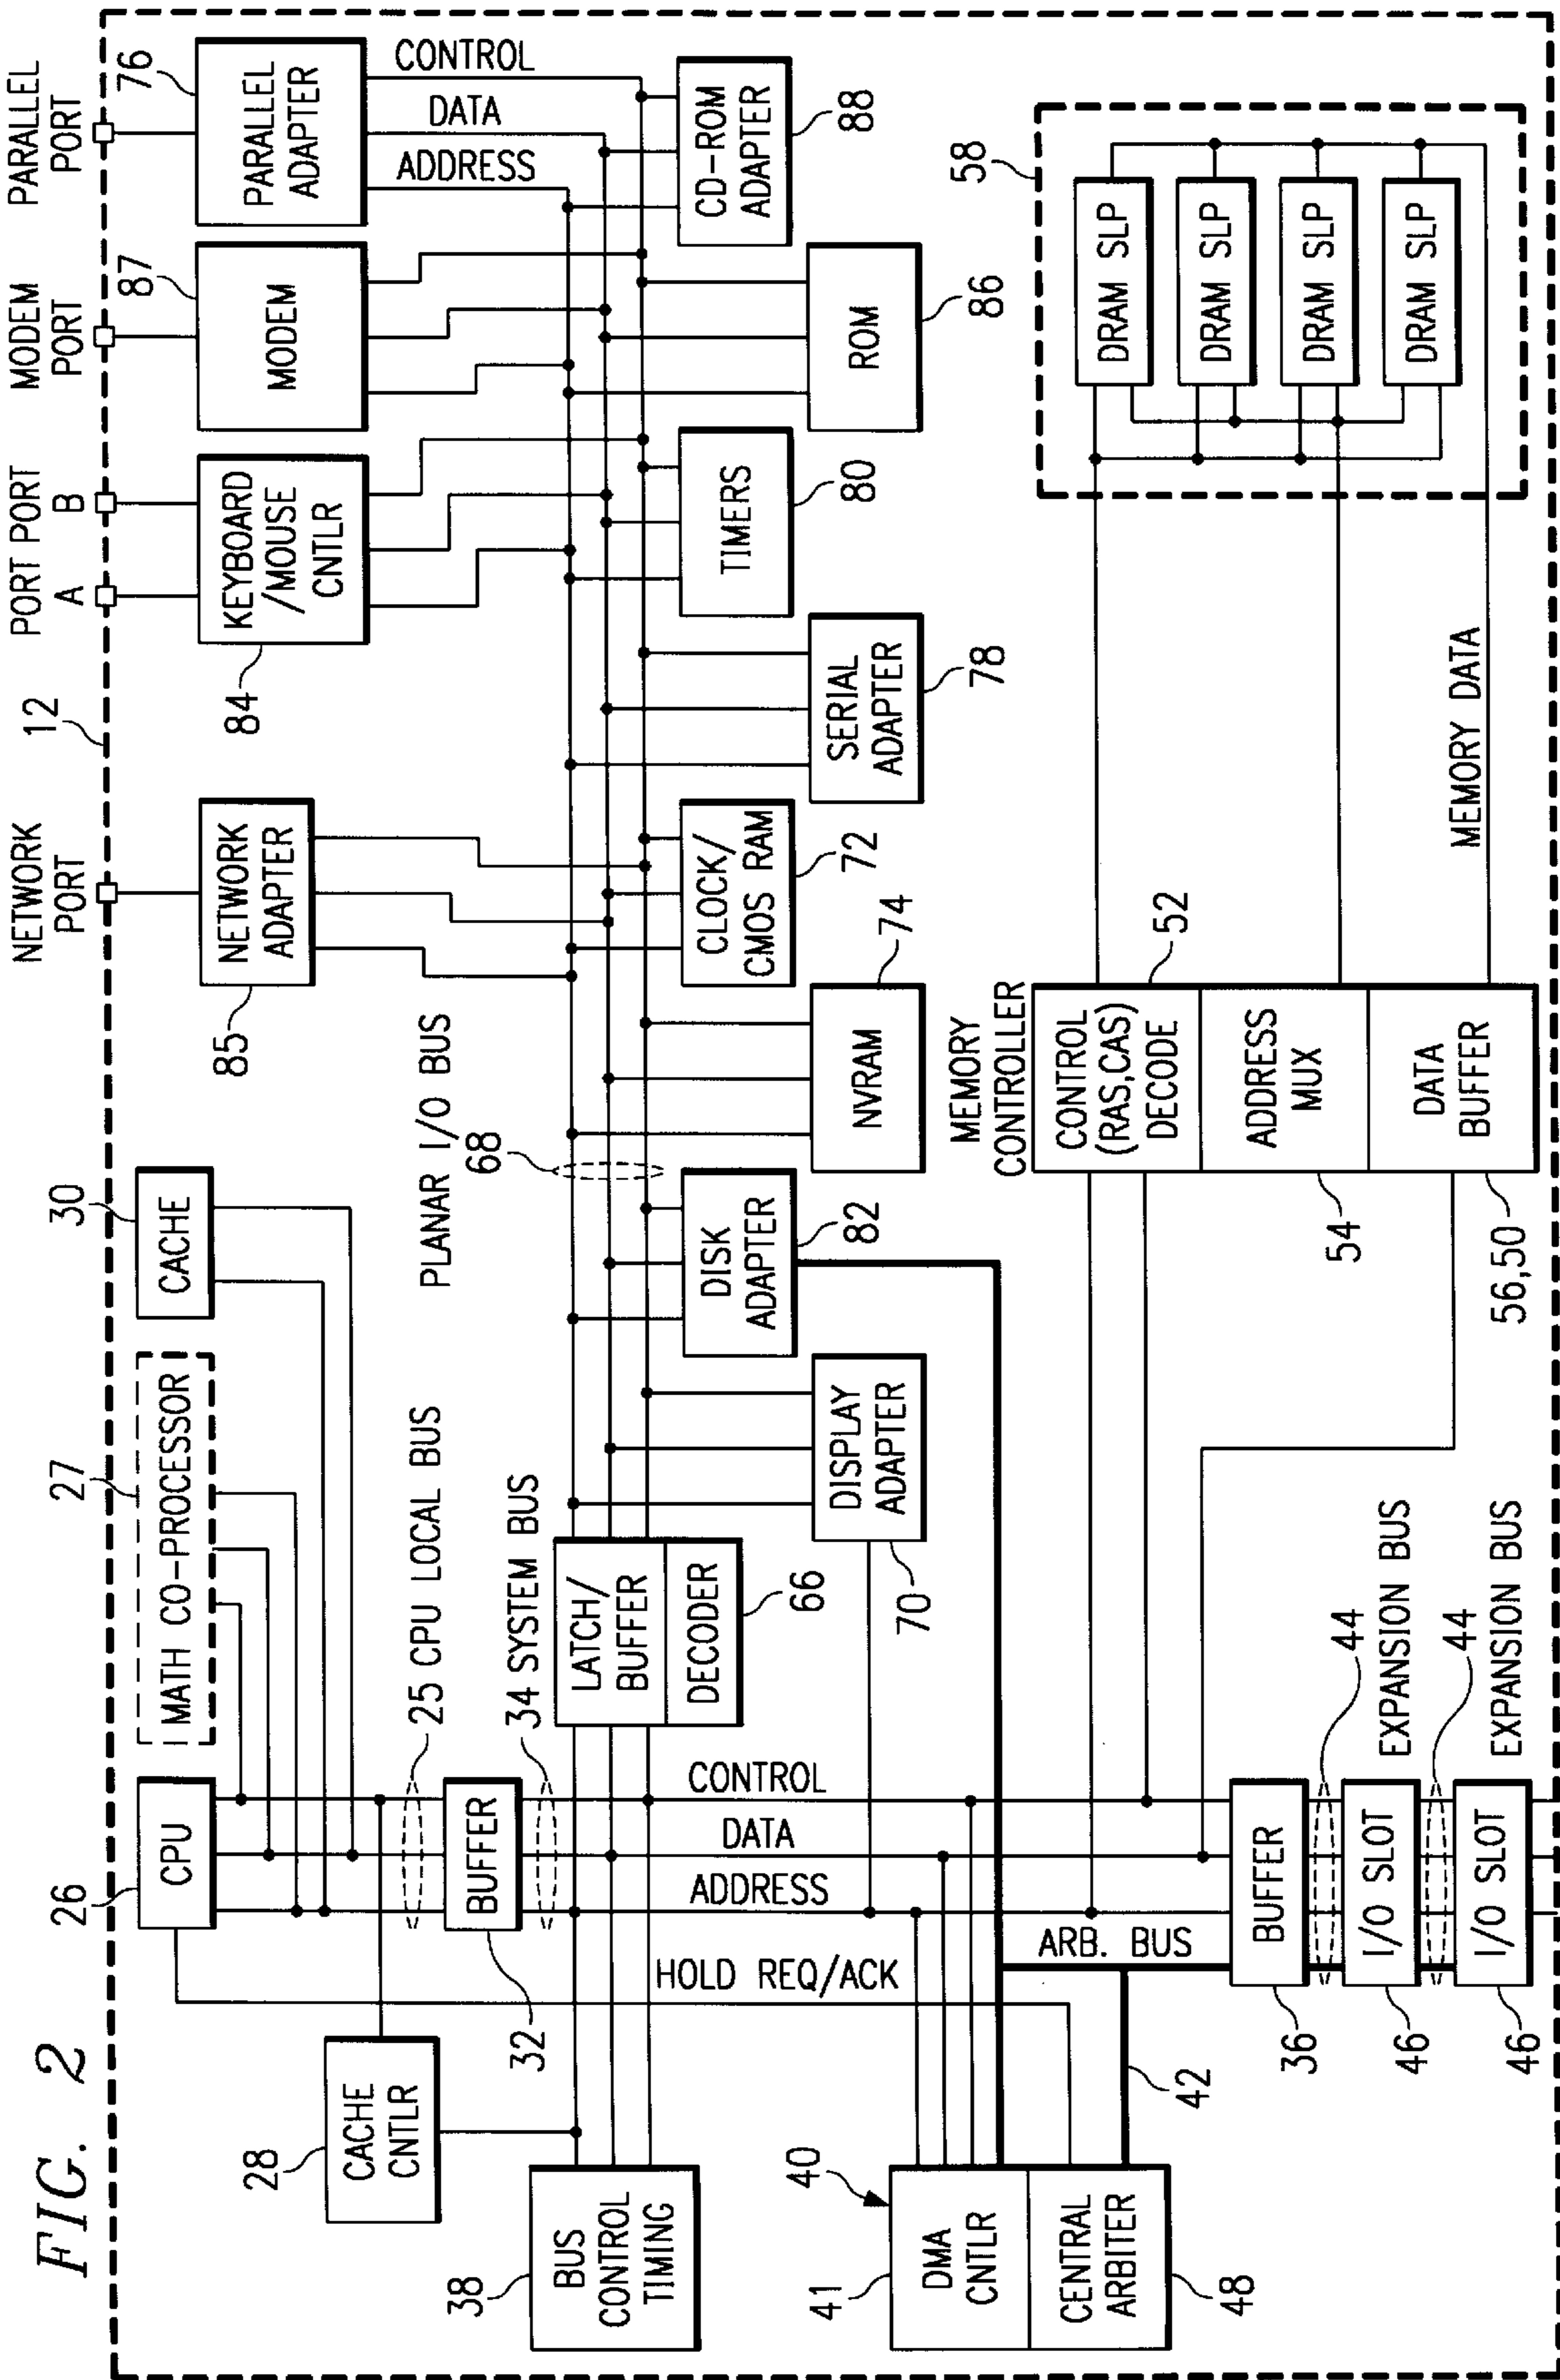 FIG. 2
NETWORK
PORT
12
PORT
A
PORT
B
MODEM
PORT
PARALLEL
PORT
26
CPU
27
MATH CO-PROCESSOR
30
CACHE
85
NETWORK
ADAPTER
84
KEYBOARD
/MOUSE
CNTLR
87
MODEM
76
PARALLEL
ADAPTER
ADDRESS
DATA
CONTROL
28
CACHE
CNTLR
25 CPU LOCAL BUS
BUFFER
32
34 SYSTEM BUS
PLANAR I/O BUS
68
38
BUS
CONTROL
TIMING
LATCH/
BUFFER
DECODER
66
DISK
ADAPTER
82
CLOCK/
CMOS RAM
72
TIMERS
80
CD-ROM
ADAPTER
88
HOLD REQ/ACK
ADDRESS
DATA
CONTROL
DISPLAY
ADAPTER
70
NVRAM
74
SERIAL
ADAPTER
78
ROM
86
40
41
DMA
CNTLR
CENTRAL
ARBITER
48
42
ARB. BUS
MEMORY
CONTROLLER
CONTROL
(RAS,CAS)
DECODE
52
ADDRESS
MUX
54
DATA
BUFFER
56,50
MEMORY DATA
58
DRAM SLP
DRAM SLP
DRAM SLP
DRAM SLP
BUFFER
36
44
EXPANSION BUS
I/O SLOT
46
44
EXPANSION BUS
I/O SLOT
46